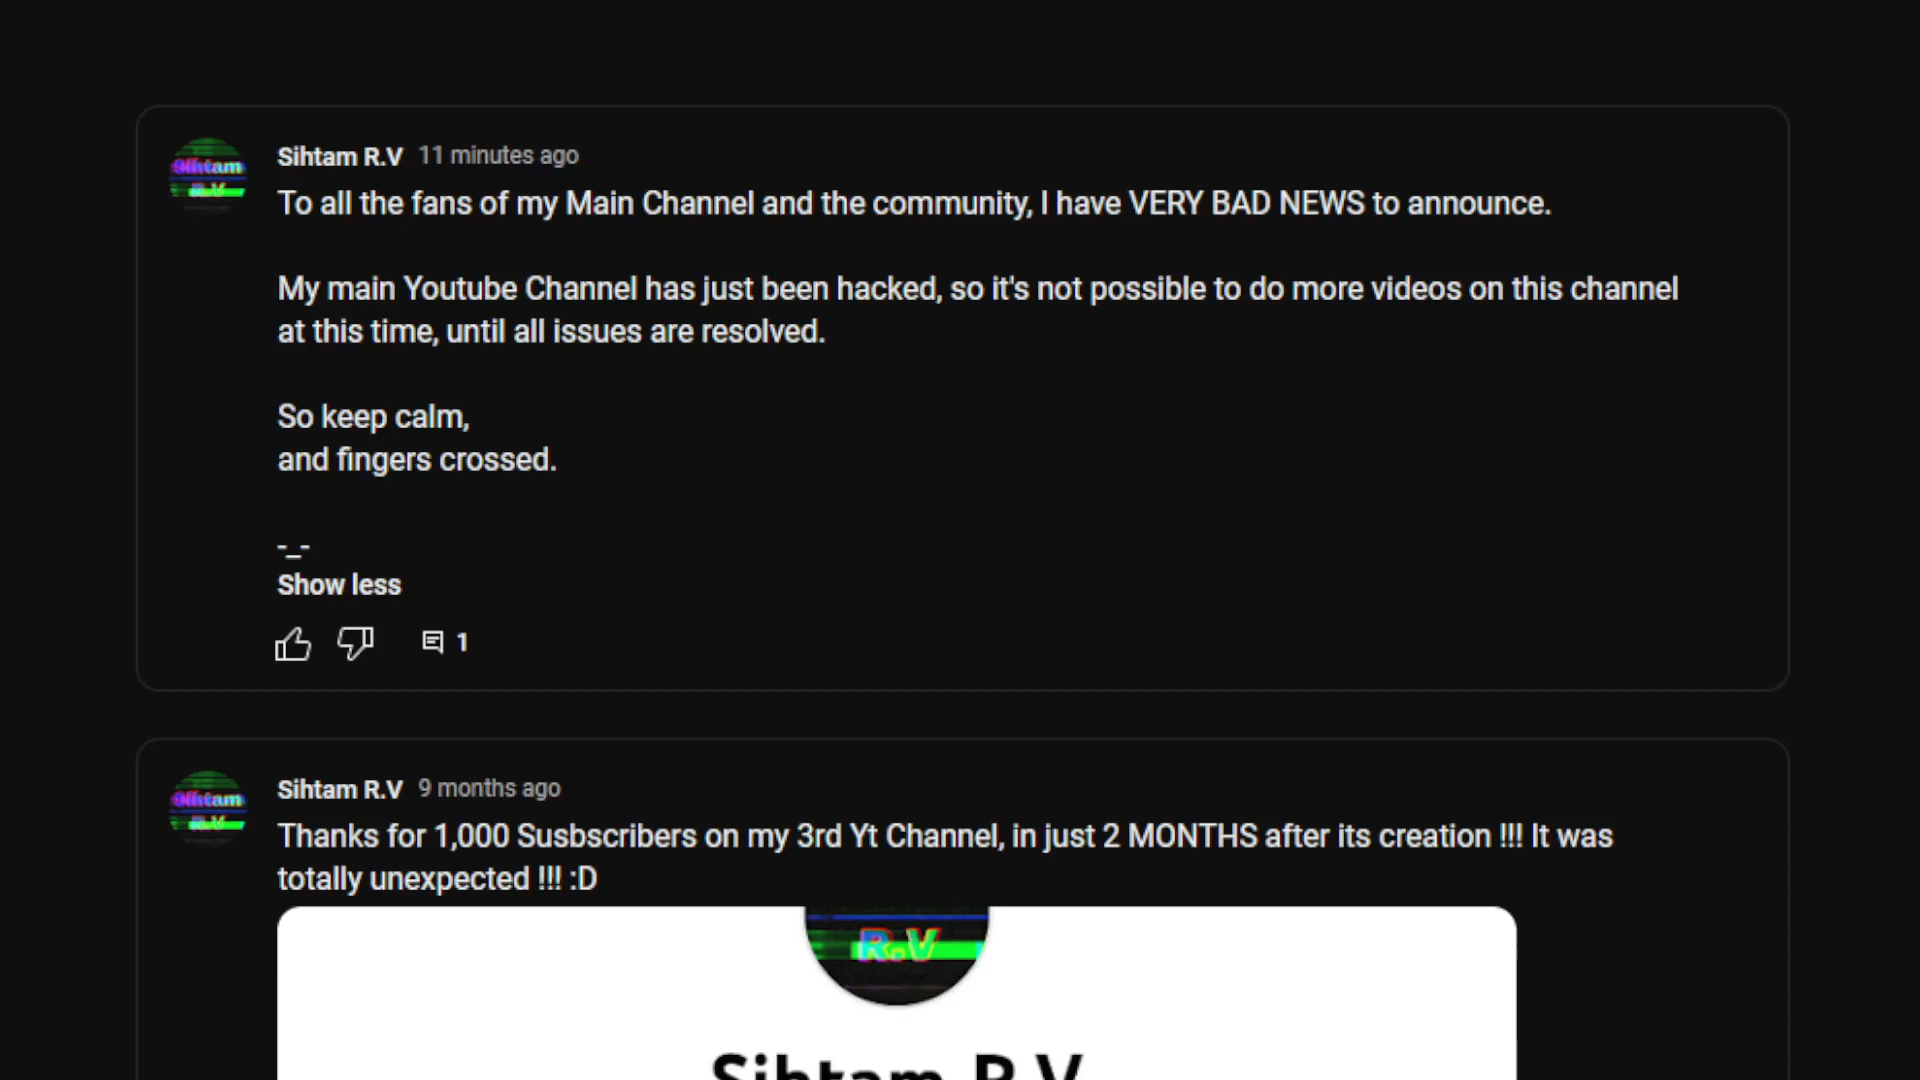 Sihtam R.V 11 minutes ago
To all the fans of my Main Channel and the community, I have VERY BAD NEWS to announce.
My main Youtube Channel has just been hacked, so it's not possible to do more videos on this channel
at this time, until all issues are resolved.
So keep calm,
and fingers crossed.
-_-
Show less
1
Sihtam R.V 9 months ago
Thanks for 1,000 Susbscribers on my 3rd Yt Channel, in just 2 MONTHS after its creation !!! It was
totally unexpected !!! :D
R.V
Sihtam R.V